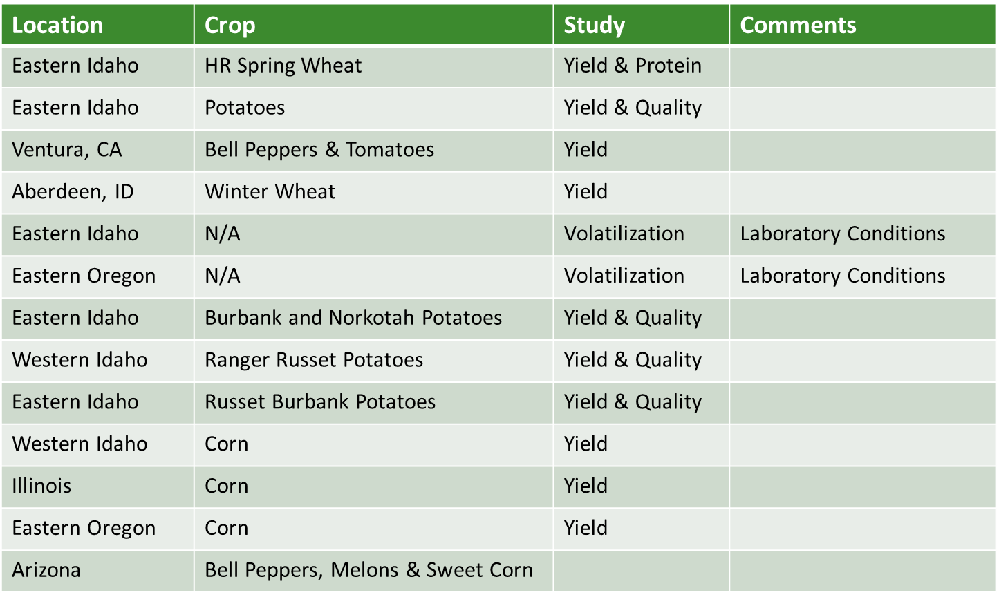 Location Crop Study Comments
Eastern Idaho HR Spring Wheat Yield & Protein
Eastern Idaho Potatoes Yield & Quality
Ventura, CA Bell Peppers & Tomatoes Yield
Aberdeen, ID Winter Wheat Yield
Eastern Idaho N/A Volatilization Laboratory Conditions
Eastern Oregon N/A Volatilization Laboratory Conditions
Eastern Idaho Burbank and Norkotah Potatoes Yield & Quality
Western Idaho Ranger Russet Potatoes Yield & Quality
Eastern Idaho Russet Burbank Potatoes Yield & Quality
Western Idaho Corn Yield
Illinois Corn Yield
Eastern Oregon Corn Yield
Arizona Bell Peppers, Melons & Sweet Corn